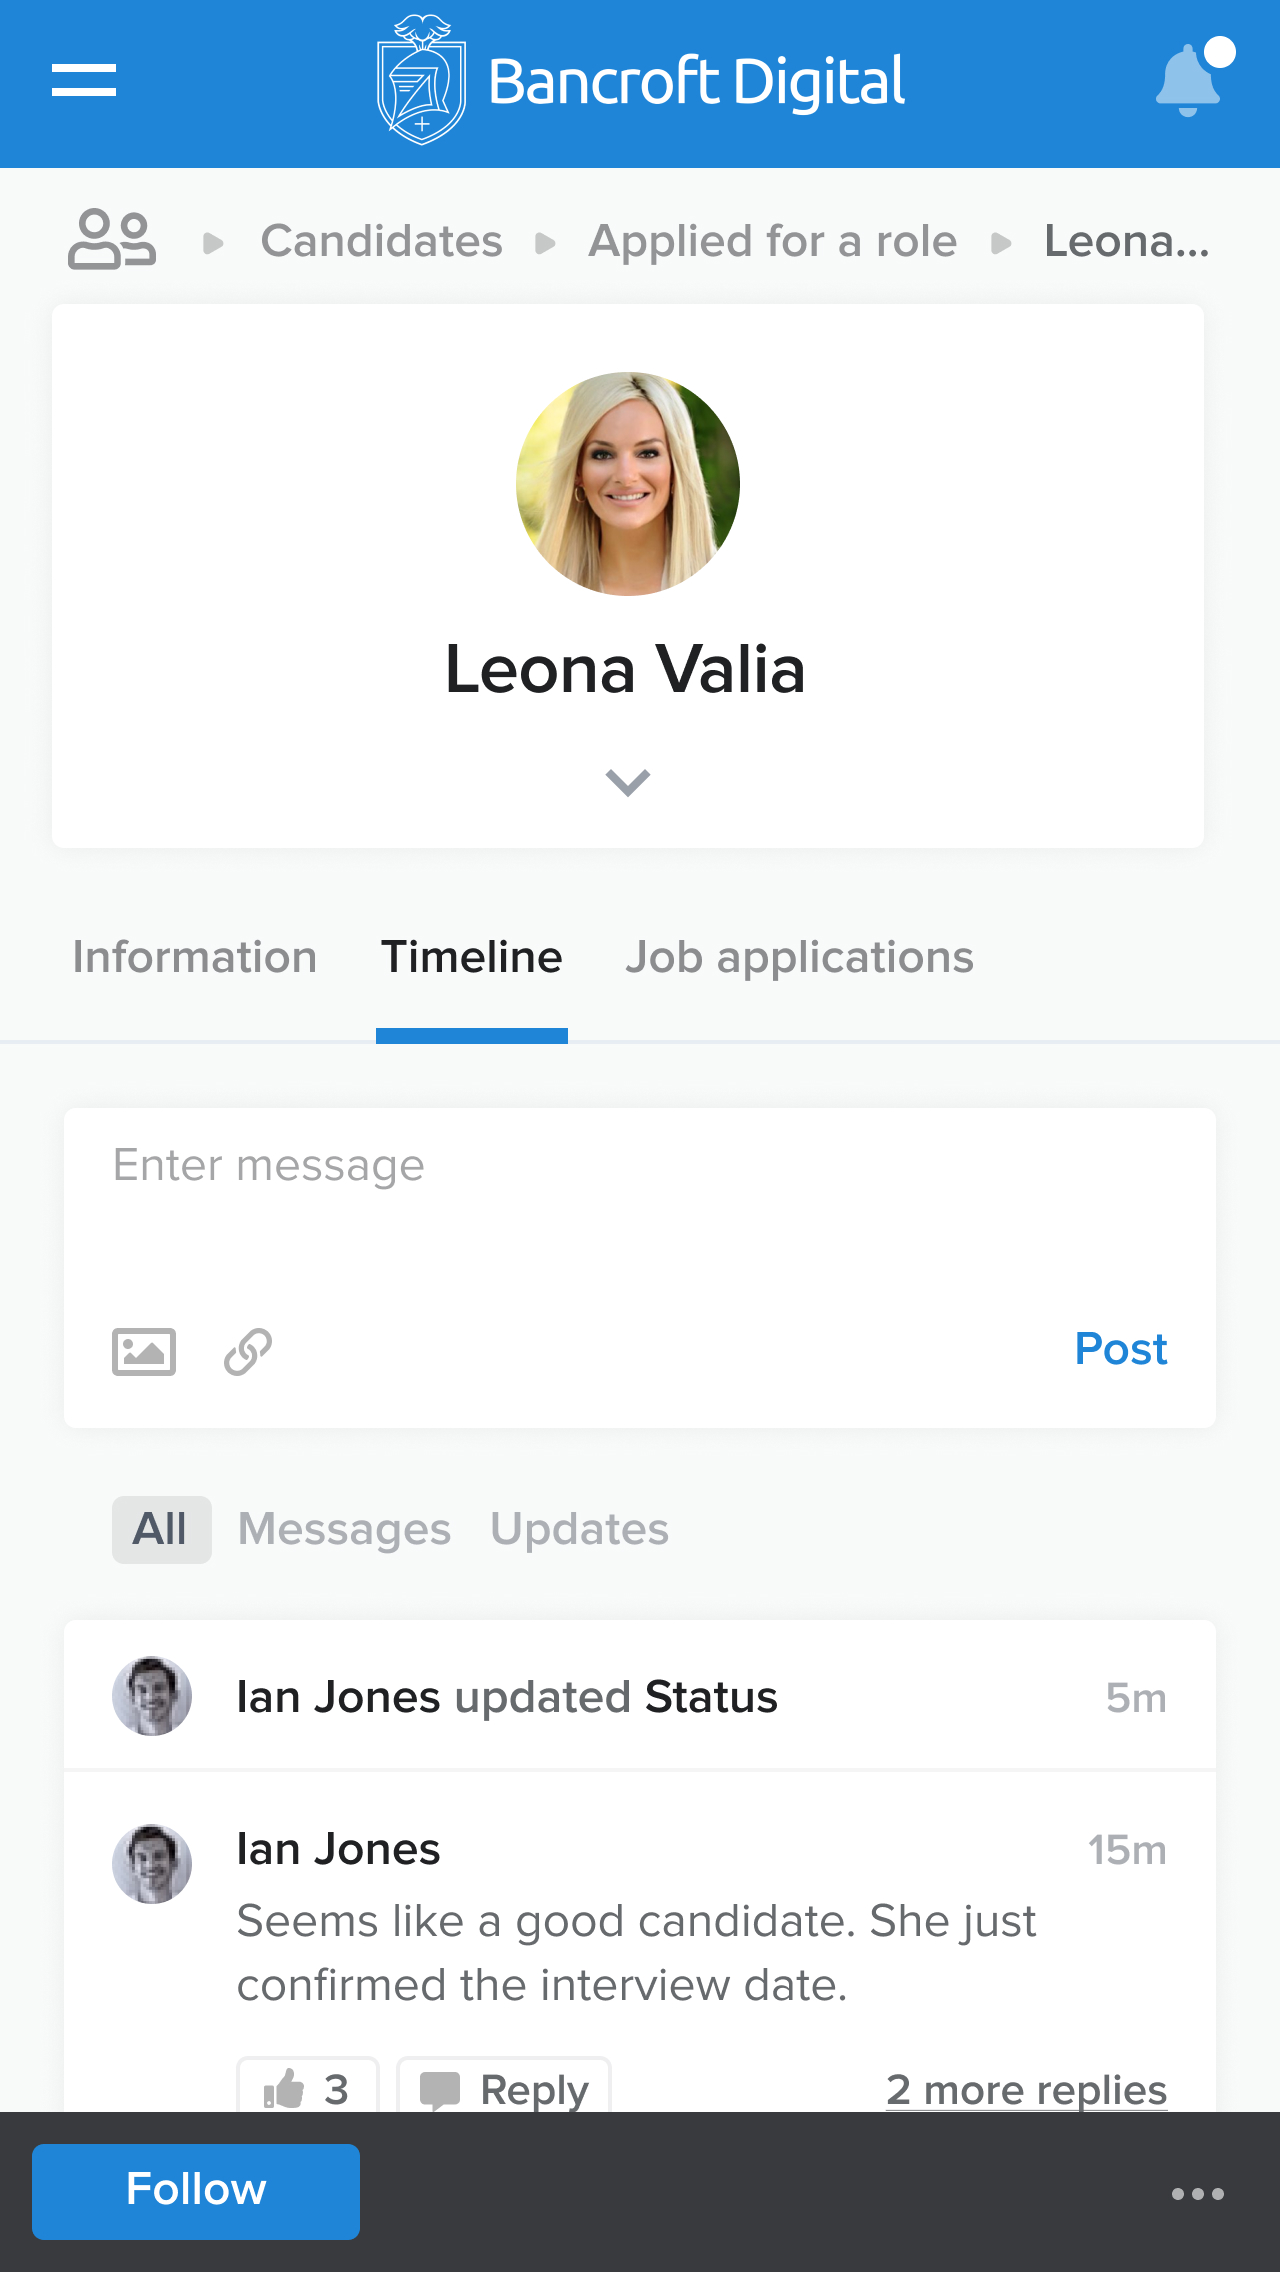 Bancroft Digital
Candidates Applied for a role Leona...
Leona Valia
Information Timeline Job applications
Enter message
Post
All Messages Updates
Ian Jones updated Status 5m
Ian Jones 15m
Seems like a good candidate. She just
confirmed the interview date.
3 Reply 2 more replies
Follow